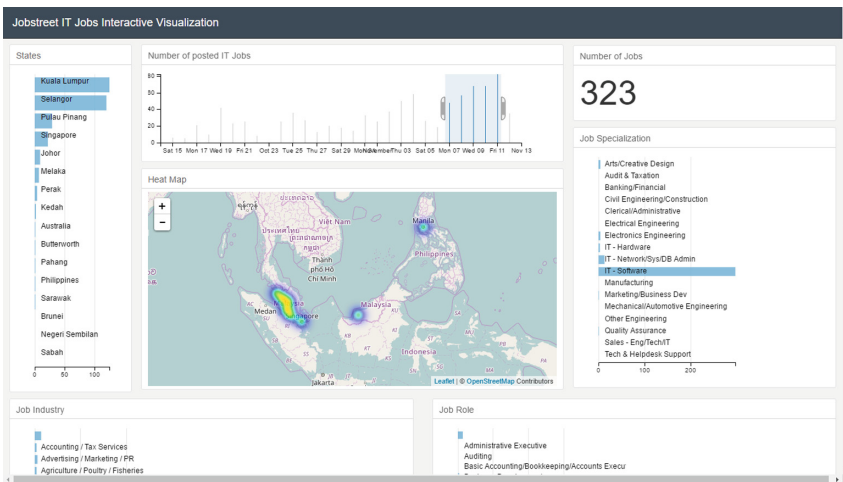 Jobstreet IT Jobs Interactive Visualization
States
Kuala Lumpur
Selangor
Pulau Pinang
Singapore
Johor
Melaka
Perak
Kedah
Australia
Butterworth
Pahang
Philippines
Sarawak
Brunei
Negeri Sembilan
Sabah
0 50 100
Number of posted IT Jobs
80
60
40
20
0
Sat 15 Mon 17 Wed 19 Fri 21 Oct 23 Tue 25 Thu 27 Sat 29 Mon November Thu 03 Sat 05 Mon 07 Wed 09 Fri 11 Nov 13
Heat Map
+
−
Việt Nam
Manila
Philippines
Thành
phố Hồ
Chí Minh
Malaysia
Medan
Indonesia
Jakarta
Leaflet | © OpenStreetMap Contributors
Number of Jobs
323
Job Specialization
Arts/Creative Design
Audit & Taxation
Banking/Financial
Civil Engineering/Construction
Clerical/Administrative
Electrical Engineering
Electronics Engineering
IT - Hardware
IT - Network/Sys/DB Admin
IT - Software
Manufacturing
Marketing/Business Dev
Mechanical/Automotive Engineering
Other Engineering
Quality Assurance
Sales - Eng/Tech/IT
Tech & Helpdesk Support
0 100 200
Job Industry
Accounting / Tax Services
Advertising / Marketing / PR
Agriculture / Poultry / Fisheries
Job Role
Administrative Executive
Auditing
Basic Accounting/Bookkeeping/Accounts Execu